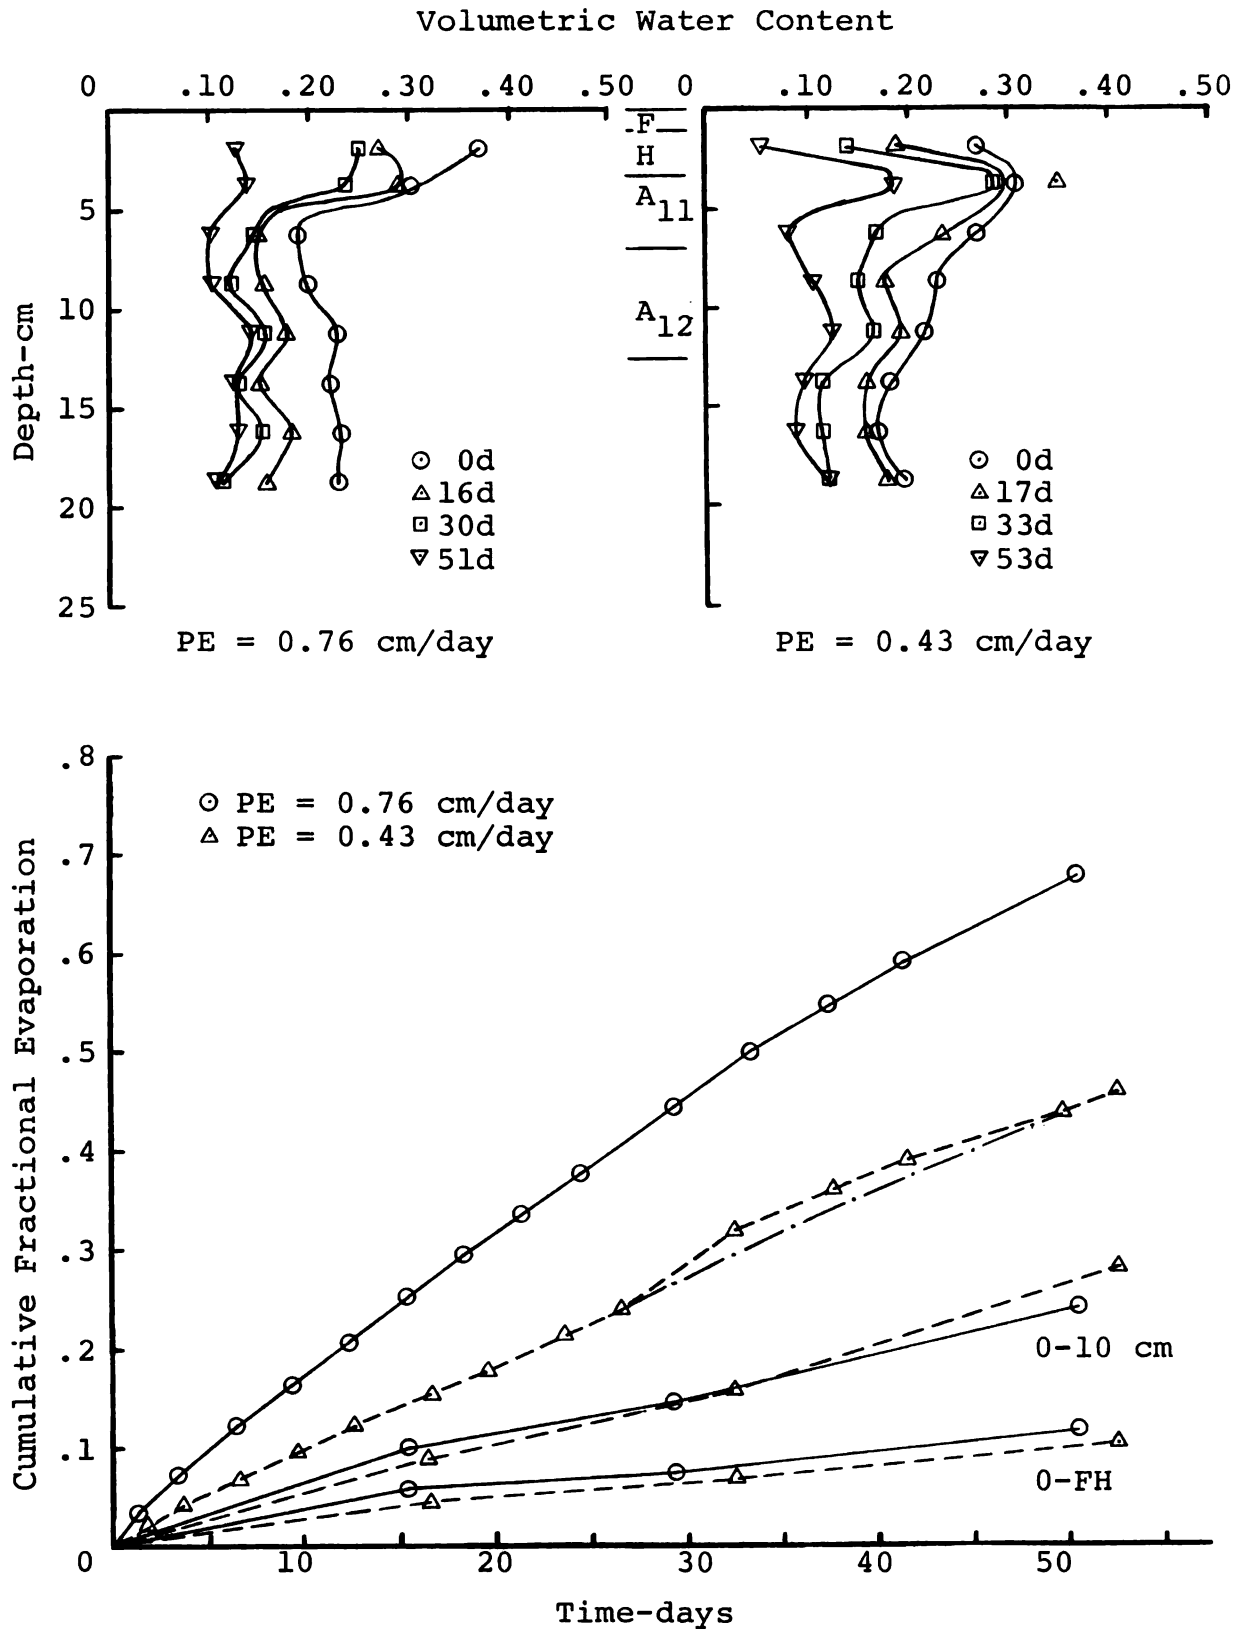 Volumetric Water Content
0 .10 .20 .30 .40 .50 0 .10 .20 .30 .40 .50
F
H
A11
A12
5
10
15
20
25
Depth-cm
0d
16d
30d
51d
0d
17d
33d
53d
PE = 0.76 cm/day
PE = 0.43 cm/day
.8
.7
.6
.5
.4
.3
.2
.1
0
Cumulative Fractional Evaporation
PE = 0.76 cm/day
PE = 0.43 cm/day
0-10 cm
0-FH
10 20 30 40 50
Time-days